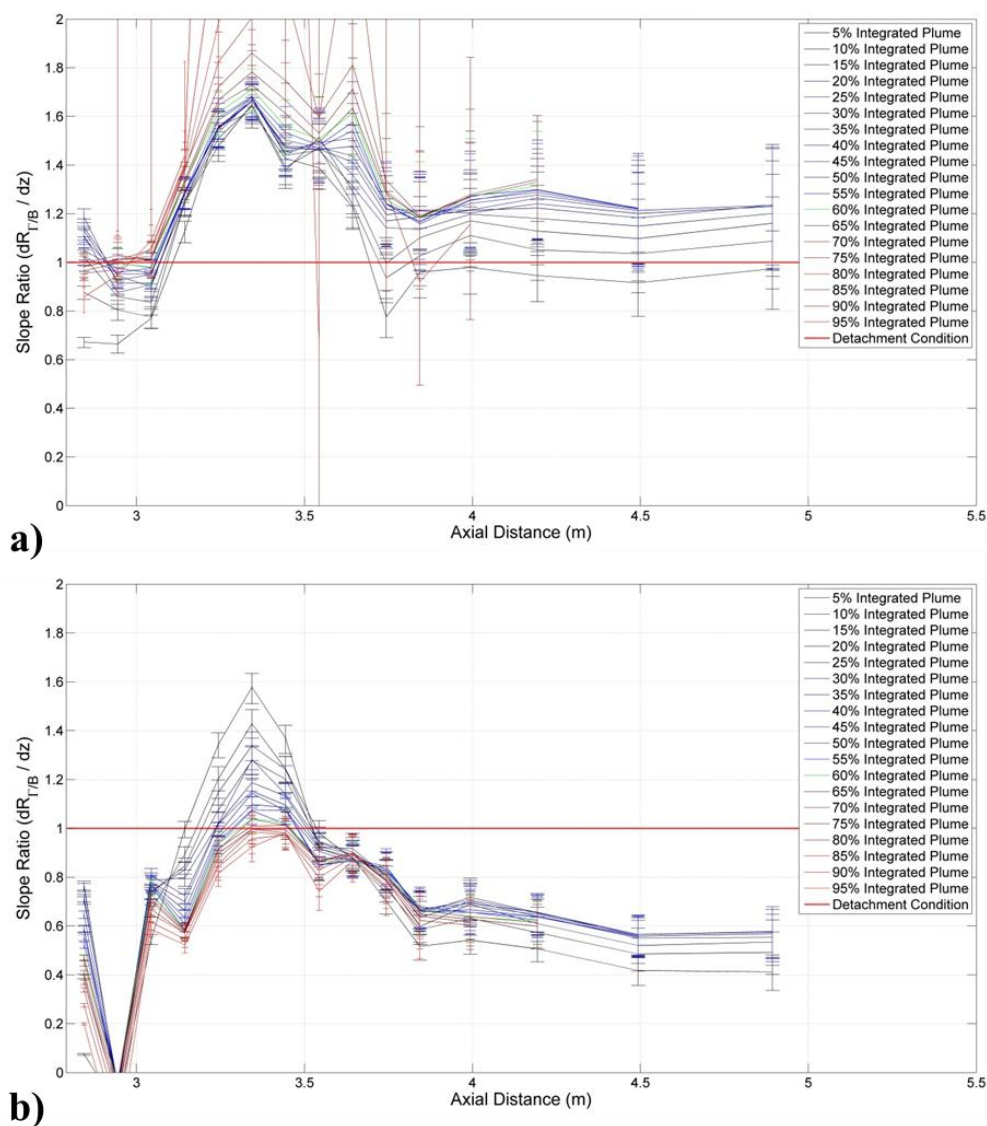 2
1.8
1.6
1.4
1.2
1
0.8
0.6
0.4
0.2
0
Slope Ratio (dR_Γ/B / dz)
5% Integrated Plume
10% Integrated Plume
15% Integrated Plume
20% Integrated Plume
25% Integrated Plume
30% Integrated Plume
35% Integrated Plume
40% Integrated Plume
45% Integrated Plume
50% Integrated Plume
55% Integrated Plume
60% Integrated Plume
65% Integrated Plume
70% Integrated Plume
75% Integrated Plume
80% Integrated Plume
85% Integrated Plume
90% Integrated Plume
95% Integrated Plume
Detachment Condition
3
3.5
4
4.5
5
5.5
Axial Distance (m)
a)
2
1.8
1.6
1.4
1.2
1
0.8
0.6
0.4
0.2
0
Slope Ratio (dR_Γ/B / dz)
5% Integrated Plume
10% Integrated Plume
15% Integrated Plume
20% Integrated Plume
25% Integrated Plume
30% Integrated Plume
35% Integrated Plume
40% Integrated Plume
45% Integrated Plume
50% Integrated Plume
55% Integrated Plume
60% Integrated Plume
65% Integrated Plume
70% Integrated Plume
75% Integrated Plume
80% Integrated Plume
85% Integrated Plume
90% Integrated Plume
95% Integrated Plume
Detachment Condition
3
3.5
4
4.5
5
5.5
Axial Distance (m)
b)